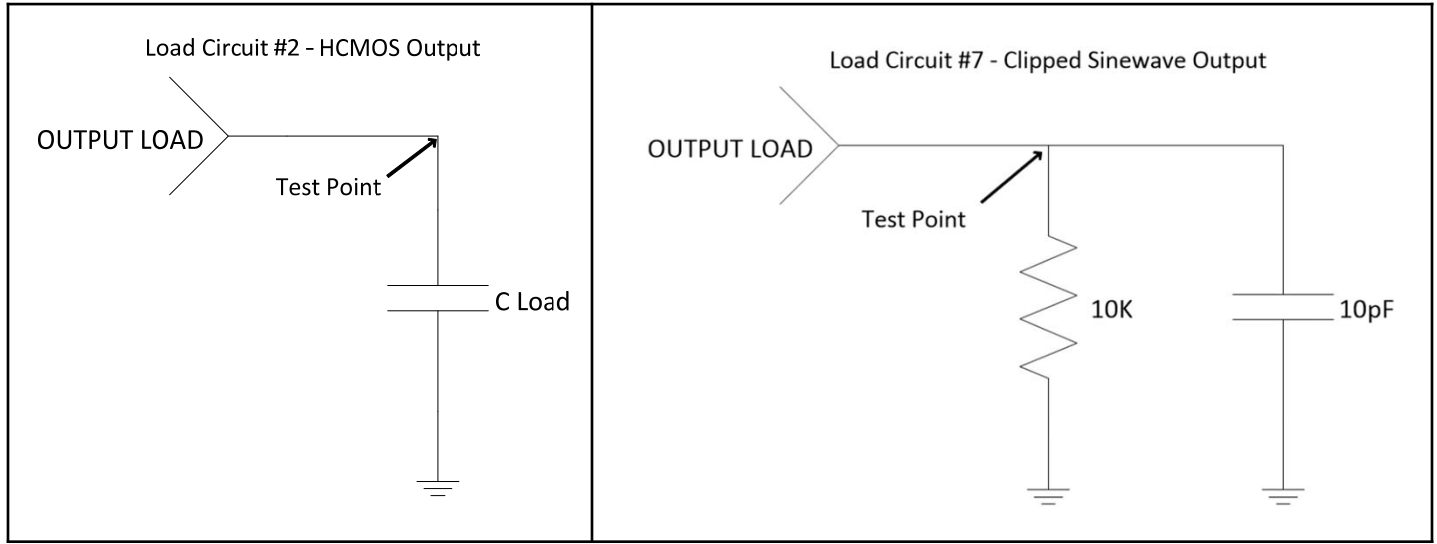 Load Circuit #2 - HCMOS Output
OUTPUT LOAD
Test Point
C Load
Load Circuit #7 - Clipped Sinewave Output
OUTPUT LOAD
Test Point
10K
10pF